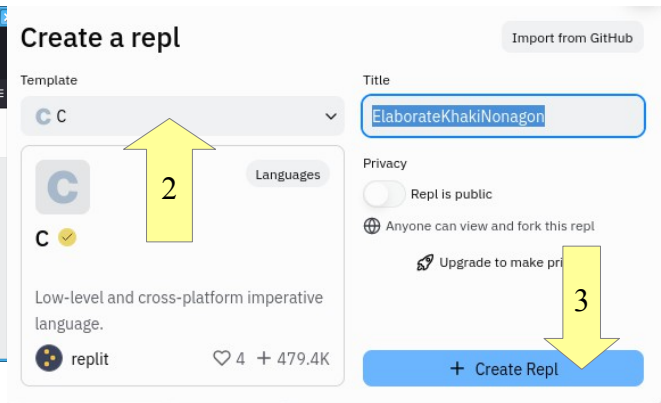 Create a repl
Import from GitHub
Template
C C
Title
ElaborateKhakiNonagon
C
Languages
C
Low-level and cross-platform imperative
language.
replit
4 + 479.4K
2
Privacy
Repl is public
Anyone can view and fork this repl
Upgrade to make pri
3
+ Create Repl